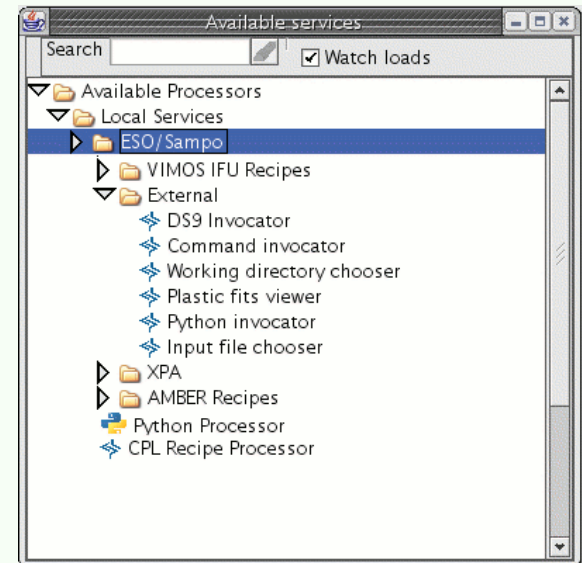 Available services
Search Watch loads
Available Processors
Local Services
ESO/Sampo
VIMOS IFU Recipes
External
DS9 Invocator
Command invocator
Working directory chooser
Plastic fits viewer
Python invocator
Input file chooser
XPA
AMBER Recipes
Python Processor
CPL Recipe Processor